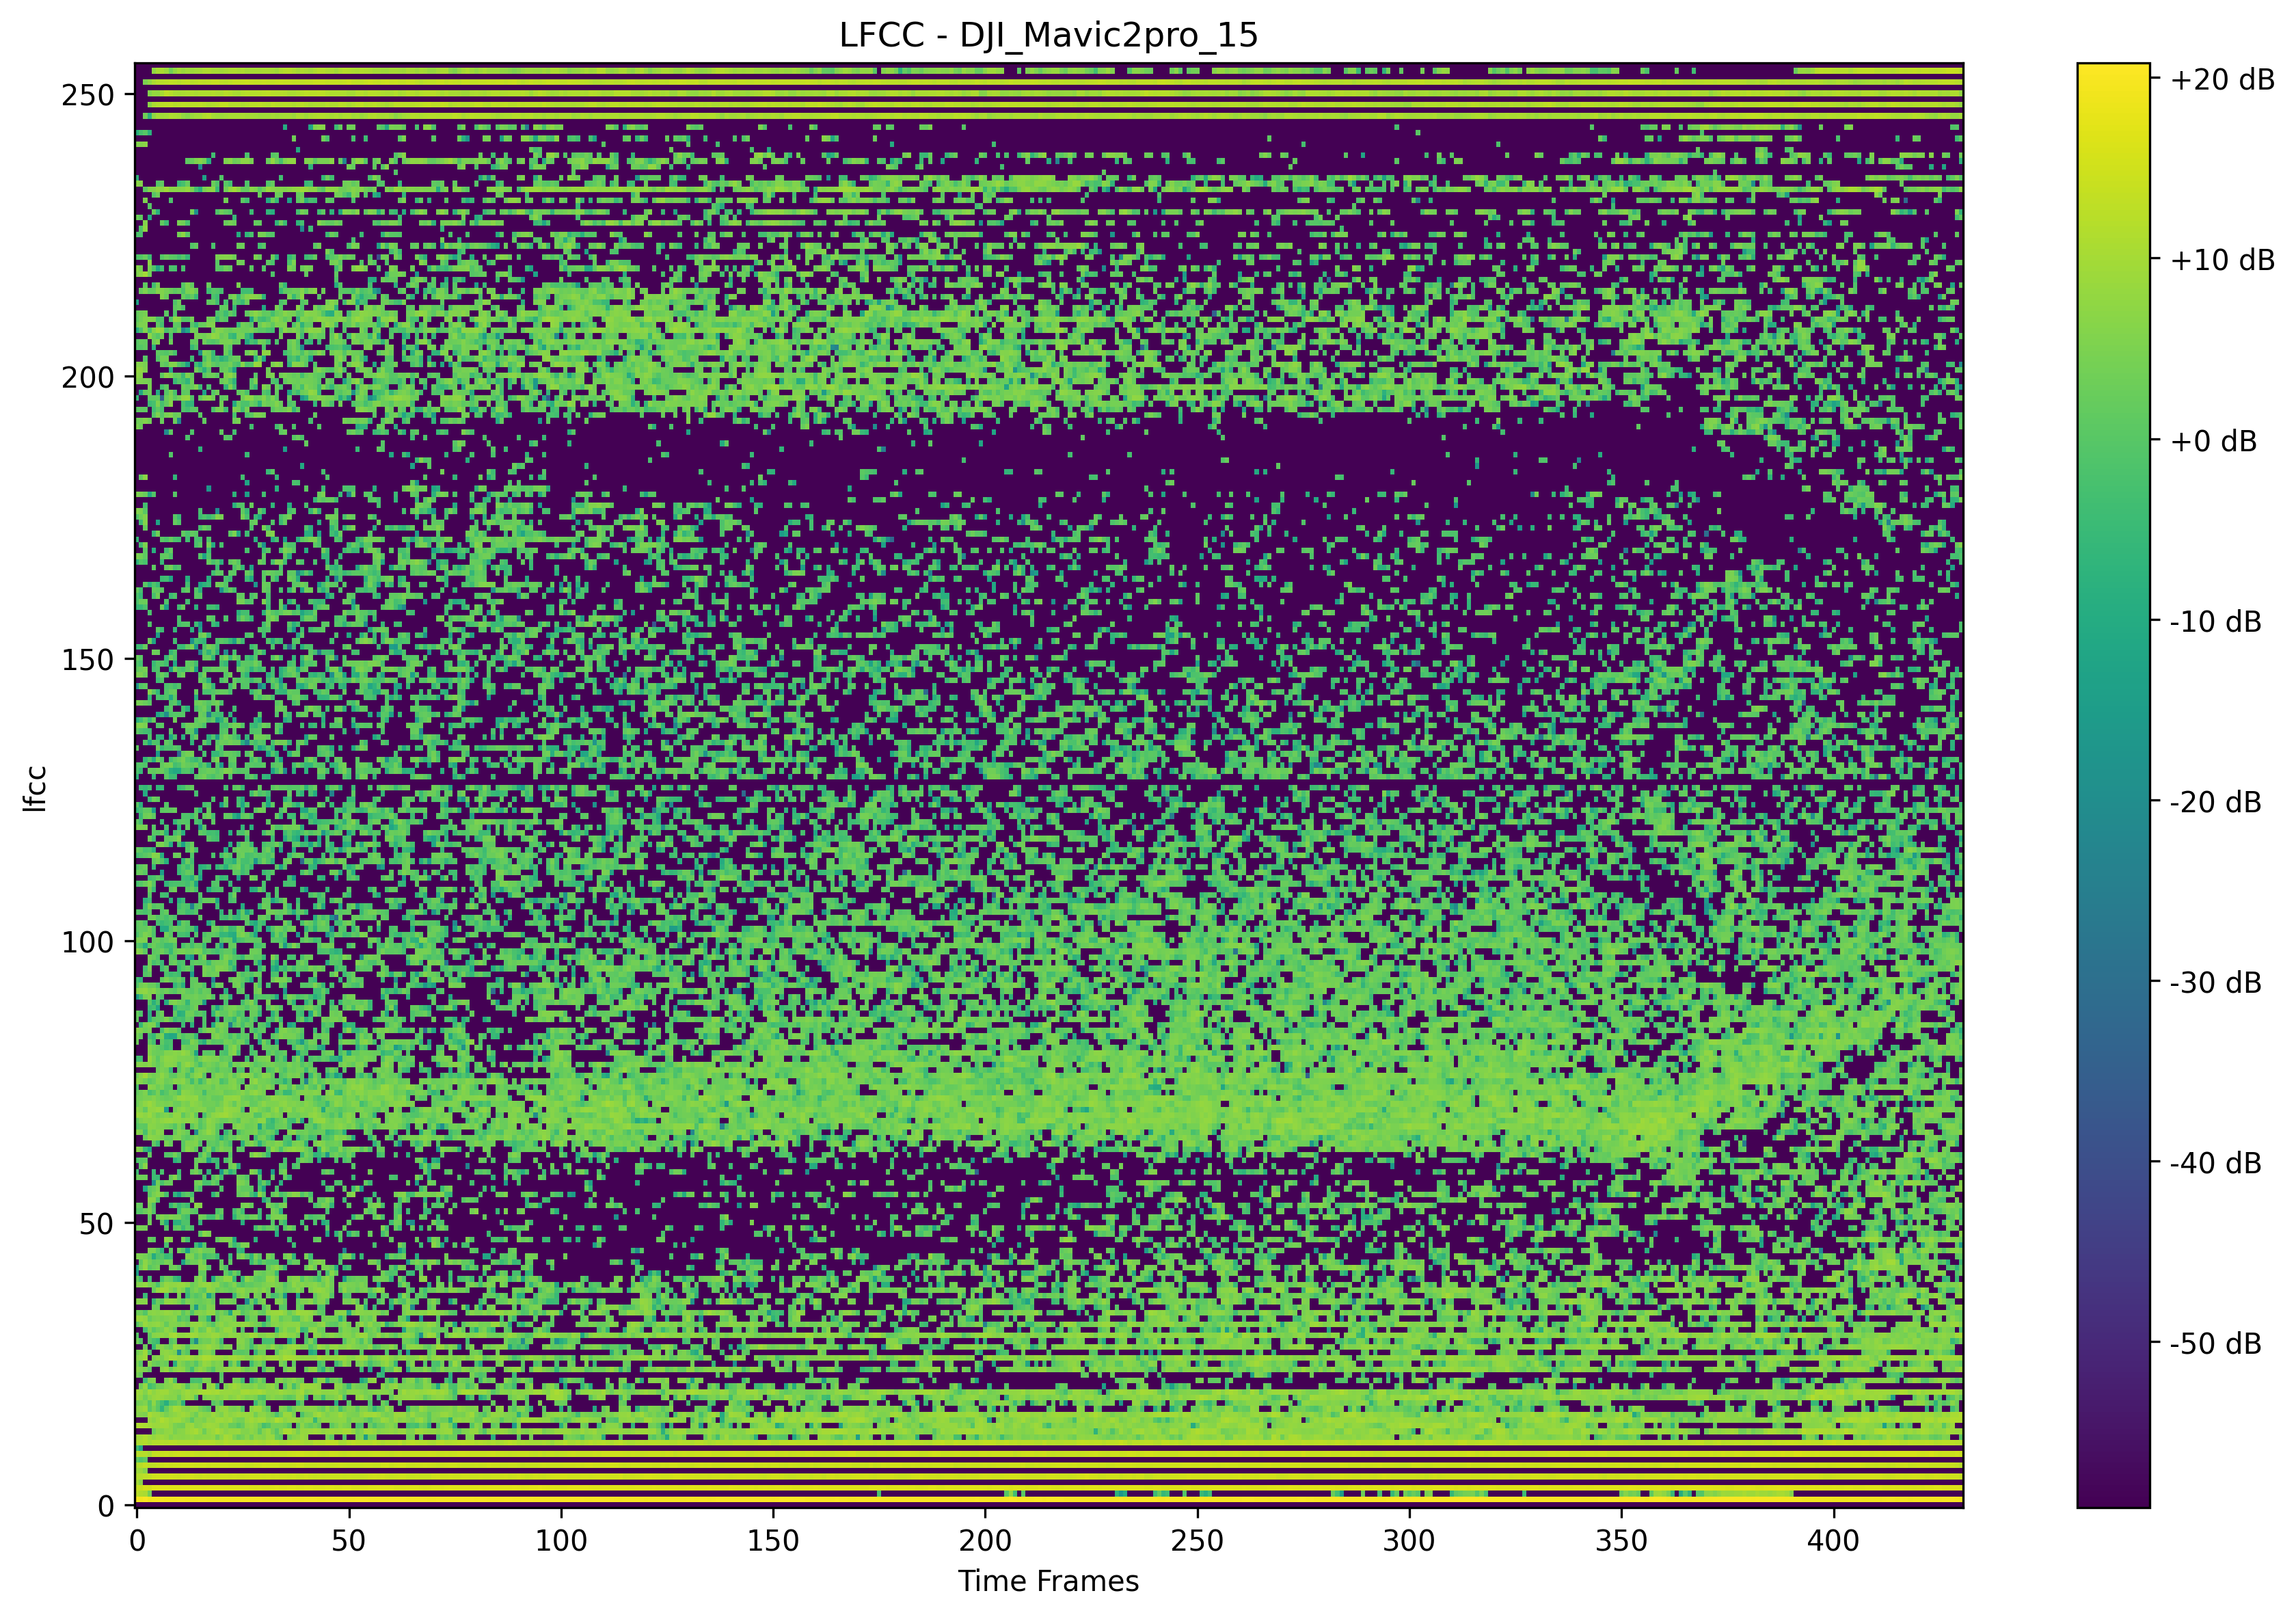 LFCC - DJI_Mavic2pro_15
lfcc
250
200
150
100
50
0
0 50 100 150 200 250 300 350 400
Time Frames
+20 dB
+10 dB
+0 dB
-10 dB
-20 dB
-30 dB
-40 dB
-50 dB